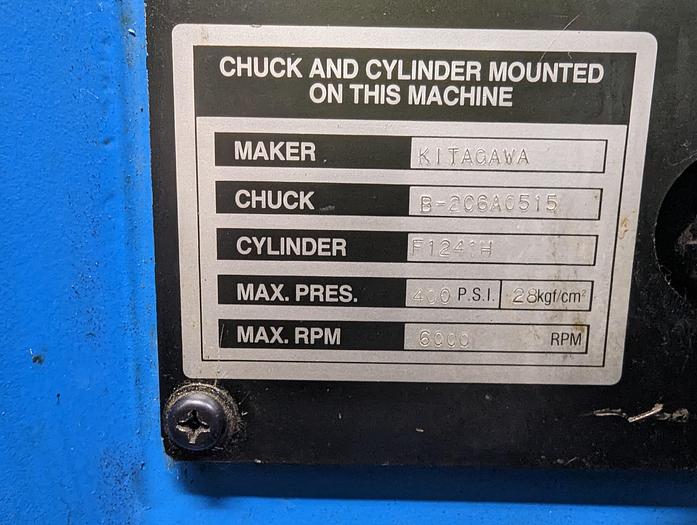 CHUCK AND CYLINDER MOUNTED
ON THIS MACHINE
MAKER KITAGAWA
CHUCK B-206A0515
CYLINDER F1241H
MAX. PRES. 400 P.S.I. 28kgf/cm²
MAX. RPM 6000 RPM